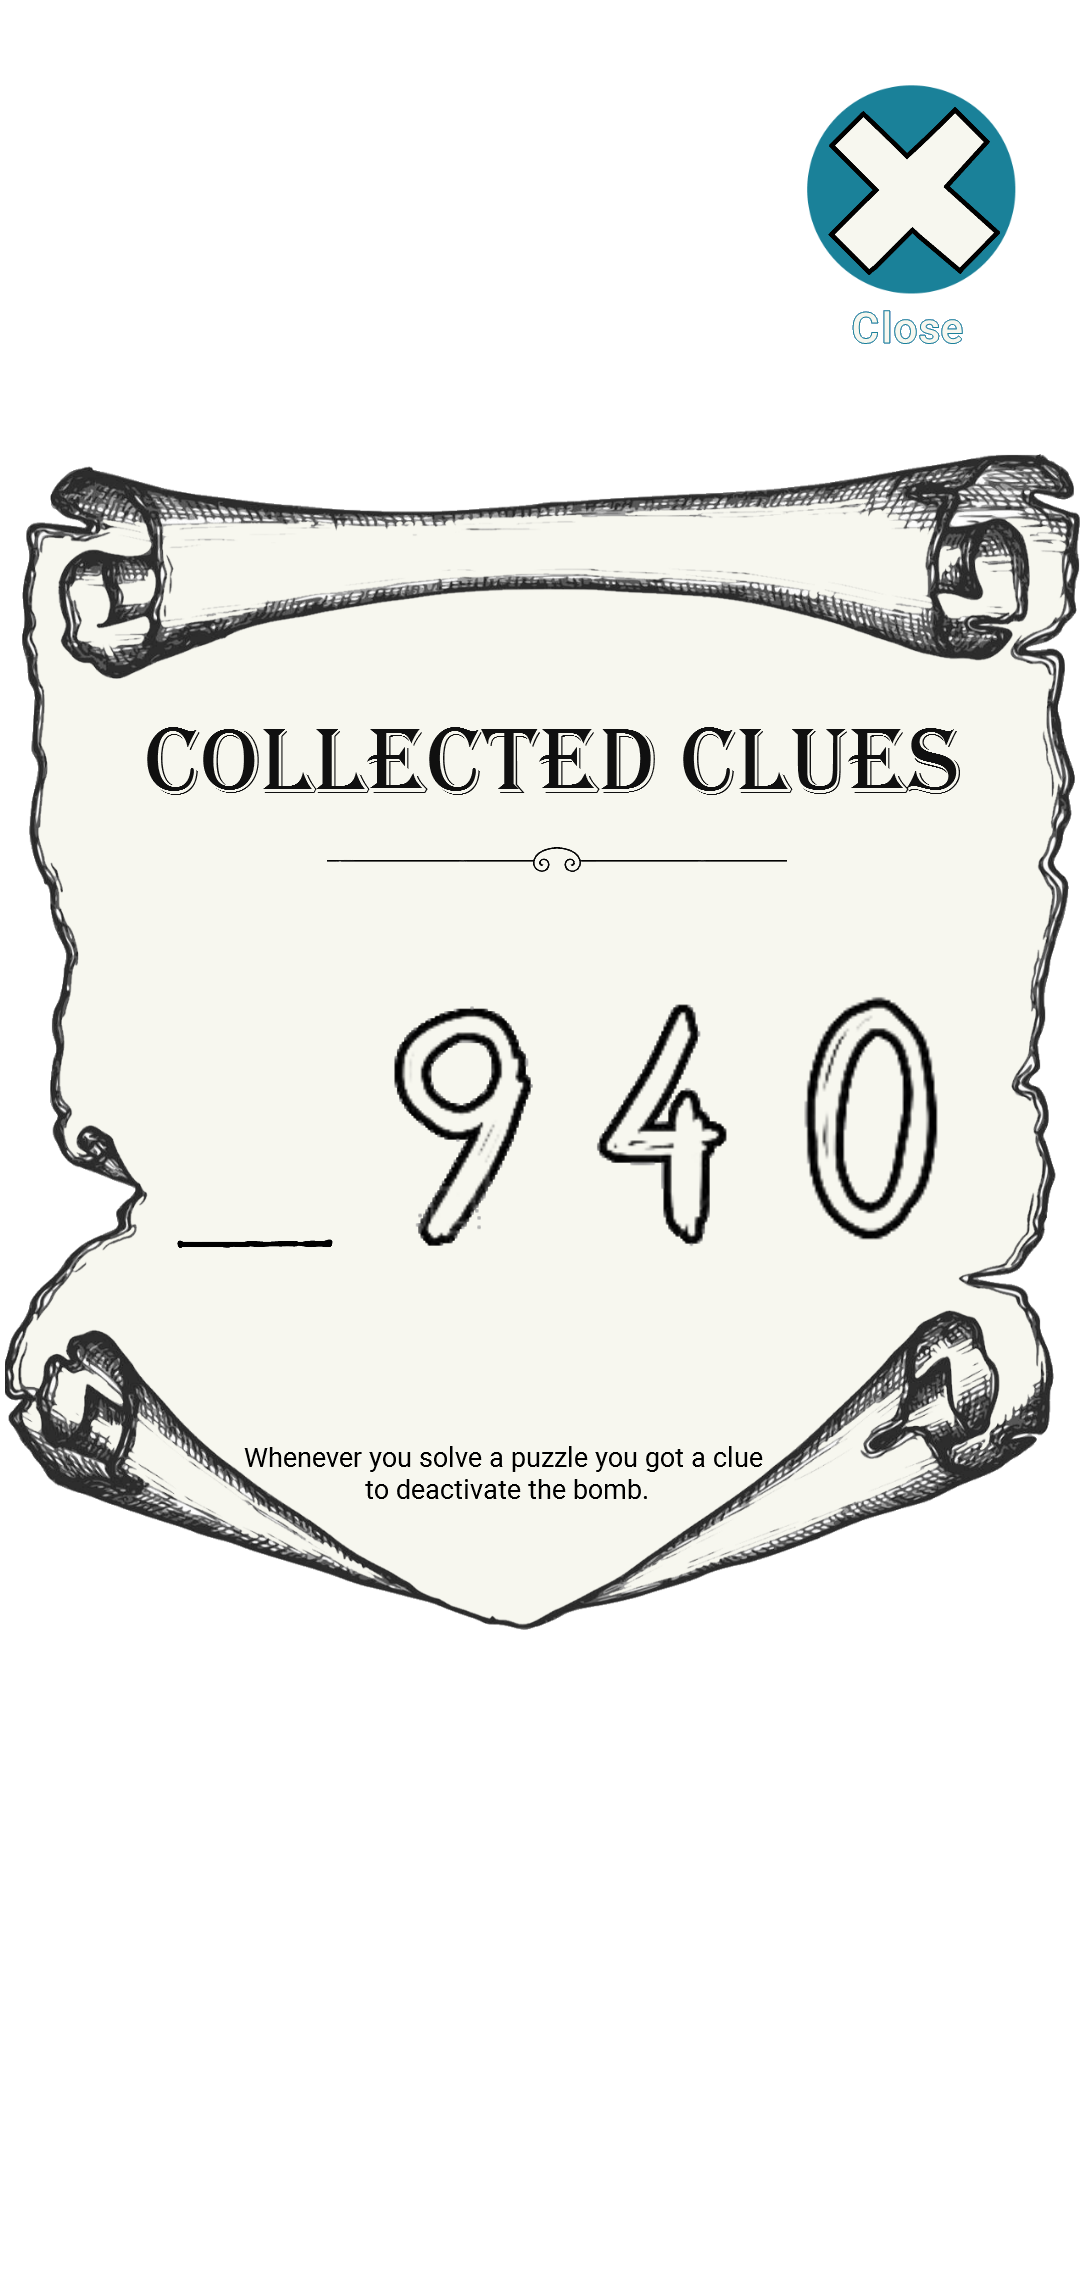 Close
COLLECTED CLUES
_ 9 4 0
Whenever you solve a puzzle you got a clue
to deactivate the bomb.